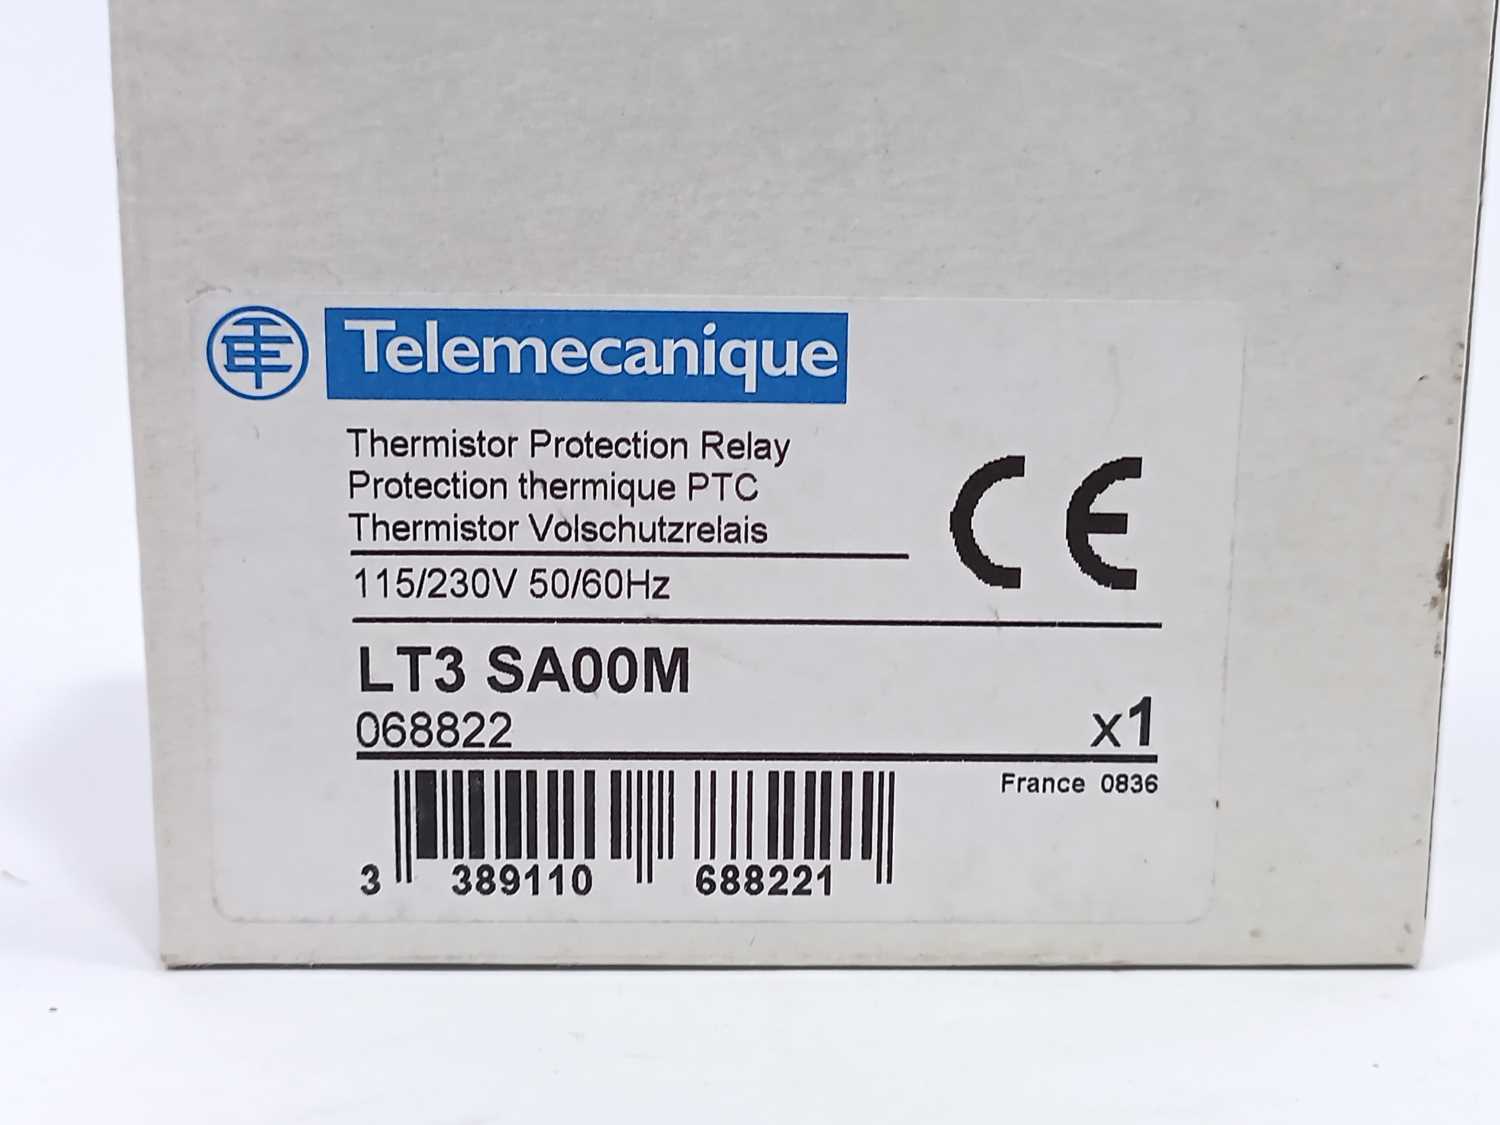 TE Telemecanique
Thermistor Protection Relay
Protection thermique PTC
Thermistor Volschutzrelais
115/230V 50/60Hz
CE
LT3 SA00M
068822
x1
France 0836
3 389110 688221